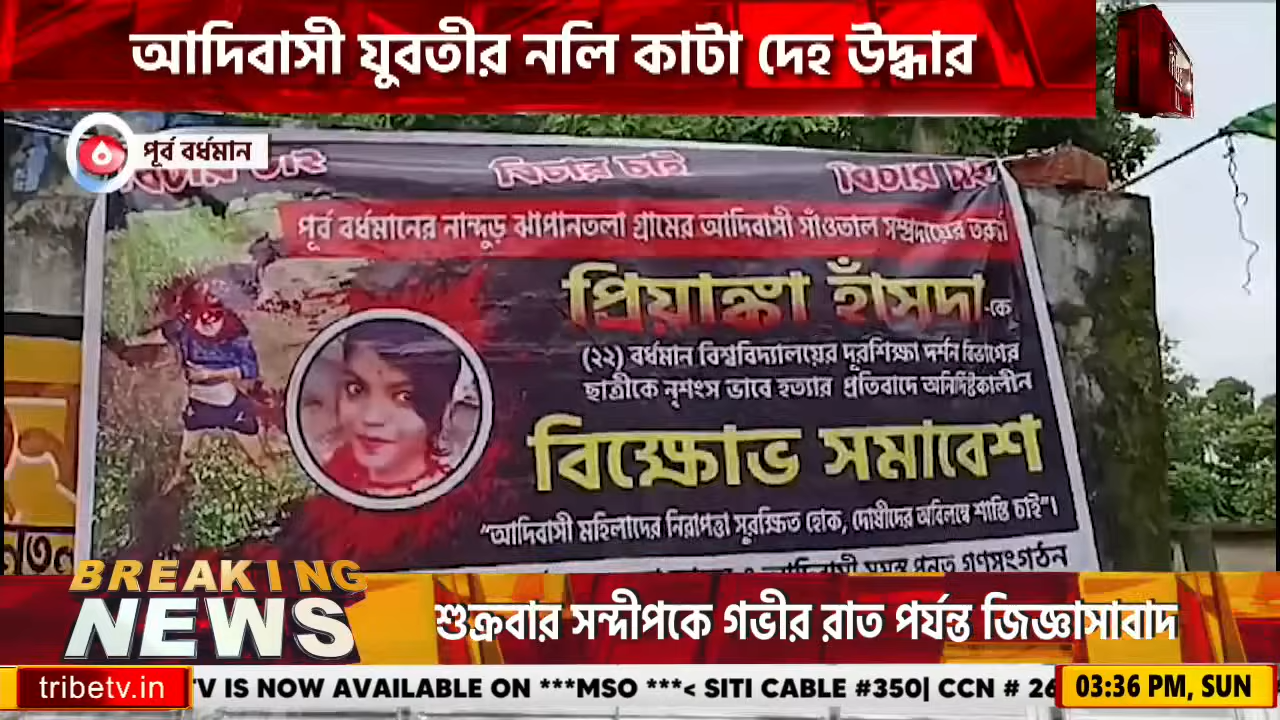 আদিবাসী যুবতীর নলি কাটা দেহ উদ্ধার
পূর্ব বর্ধমান
বিচার চাই
বিচার চাই
বিচার চাই
পূর্ব বর্ধমানের নান্দুড় ঝাপানতলা গ্রামের আদিবাসী সাঁওতাল সম্প্রদায়ের
প্রিয়াঙ্কা হাঁসদা-কে
(২২) বর্ধমান বিশ্ববিদ্যালয়ের দূরশিক্ষা দর্শন বিভাগের
ছাত্রীকে নৃশংস ভাবে হত্যার প্রতিবাদে অনির্দিষ্টকালীন
বিক্ষোভ সমাবেশ
“আদিবাসী মহিলাদের নিরাপত্তা সুরক্ষিত হোক, দোষীদের অবিলম্বে শাস্তি চাই”।
গণসংগঠন
BREAKING
NEWS
শুক্রবার সন্দীপকে গভীর রাত পর্যন্ত জিজ্ঞাসাবাদ
tribetv.in
TV IS NOW AVAILABLE ON ***MSO ***< SITI CABLE #350| CCN # 26
03:36 PM, SUN